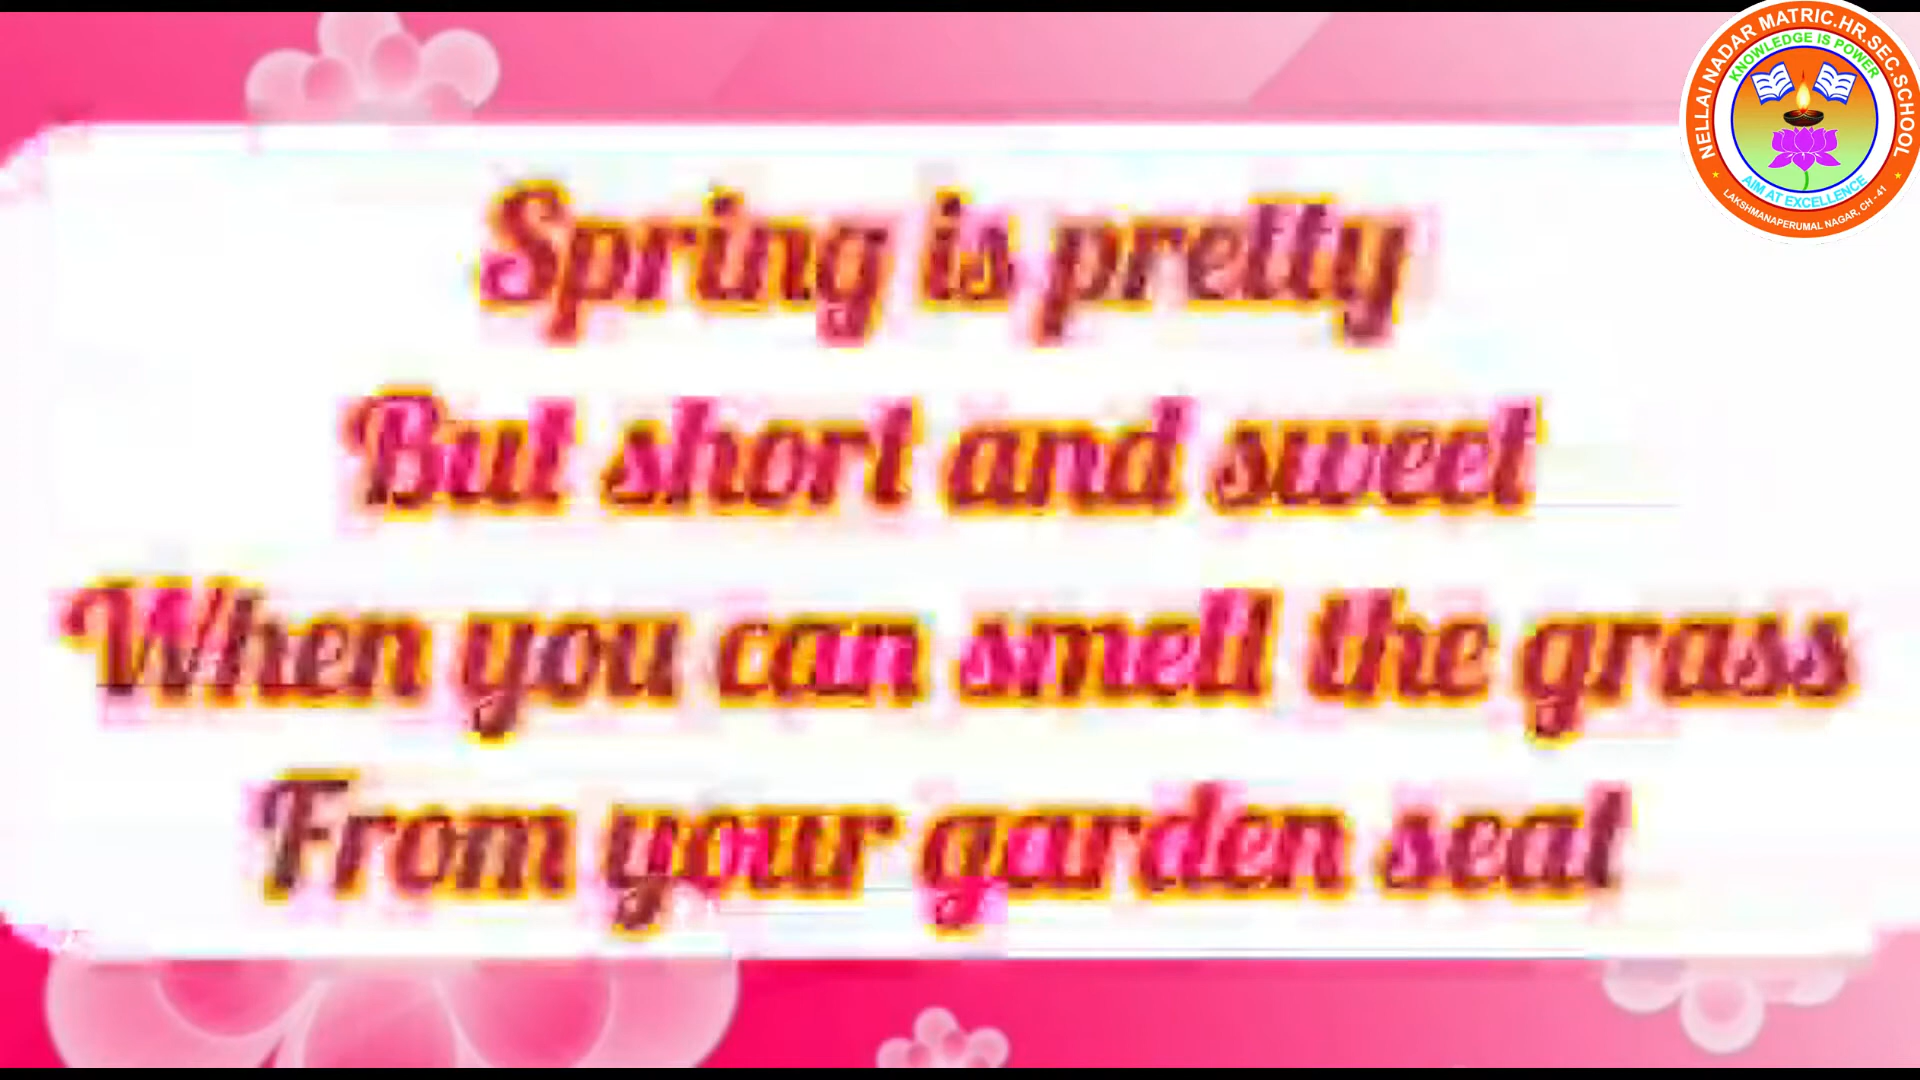 NELLAI NADAR MATRIC.HR.SEC.SCHOOL
KNOWLEDGE IS POWER
AIM AT EXCELLENCE
LAKSHMANAPERUMAL NAGAR, CH - 41
Spring is pretty
But short and sweet
When you can smell the grass
From your garden seat